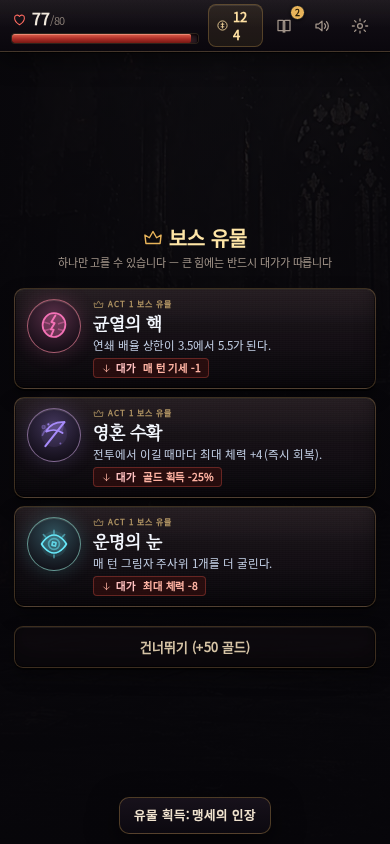 77/80
12
4
2
보스 유물
하나만 고를 수 있습니다 — 큰 힘에는 반드시 대가가 따릅니다
ACT 1 보스 유물
균열의 핵
연쇄 배율 상한이 3.5에서 5.5가 된다.
↓ 대가 매 턴 기세 -1
ACT 1 보스 유물
영혼 수확
전투에서 이길 때마다 최대 체력 +4 (즉시 회복).
↓ 대가 골드 획득 -25%
ACT 1 보스 유물
운명의 눈
매 턴 그림자 주사위 1개를 더 굴린다.
↓ 대가 최대 체력 -8
건너뛰기 (+50 골드)
유물 획득: 맹세의 인장